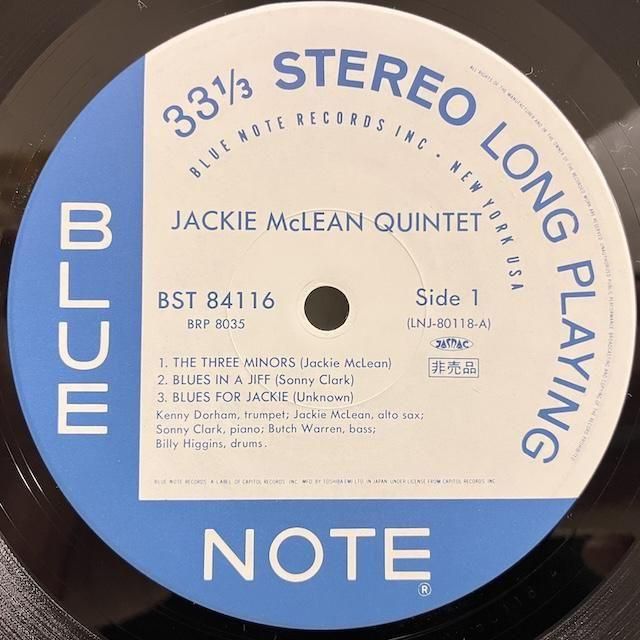 33⅓ STEREO LONG PLAYING
BLUE NOTE RECORDS INC • NEW YORK USA
BLUE
JACKIE McLEAN QUINTET
BST 84116
BRP 8035
Side 1
(LNJ-80118-A)
JASRAC
非売品
1. THE THREE MINORS (Jackie McLean)
2. BLUES IN A JIFF (Sonny Clark)
3. BLUES FOR JACKIE (Unknown)
Kenny Dorham, trumpet; Jackie McLean, alto sax;
Sonny Clark, piano; Butch Warren, bass;
Billy Higgins, drums.
BLUE NOTE RECORDS A LABEL OF CAPITOL RECORDS INC. MFD BY TOSHIBA EMI LTD. IN JAPAN UNDER LICENSE FROM CAPITOL RECORDS INC.
NOTE®